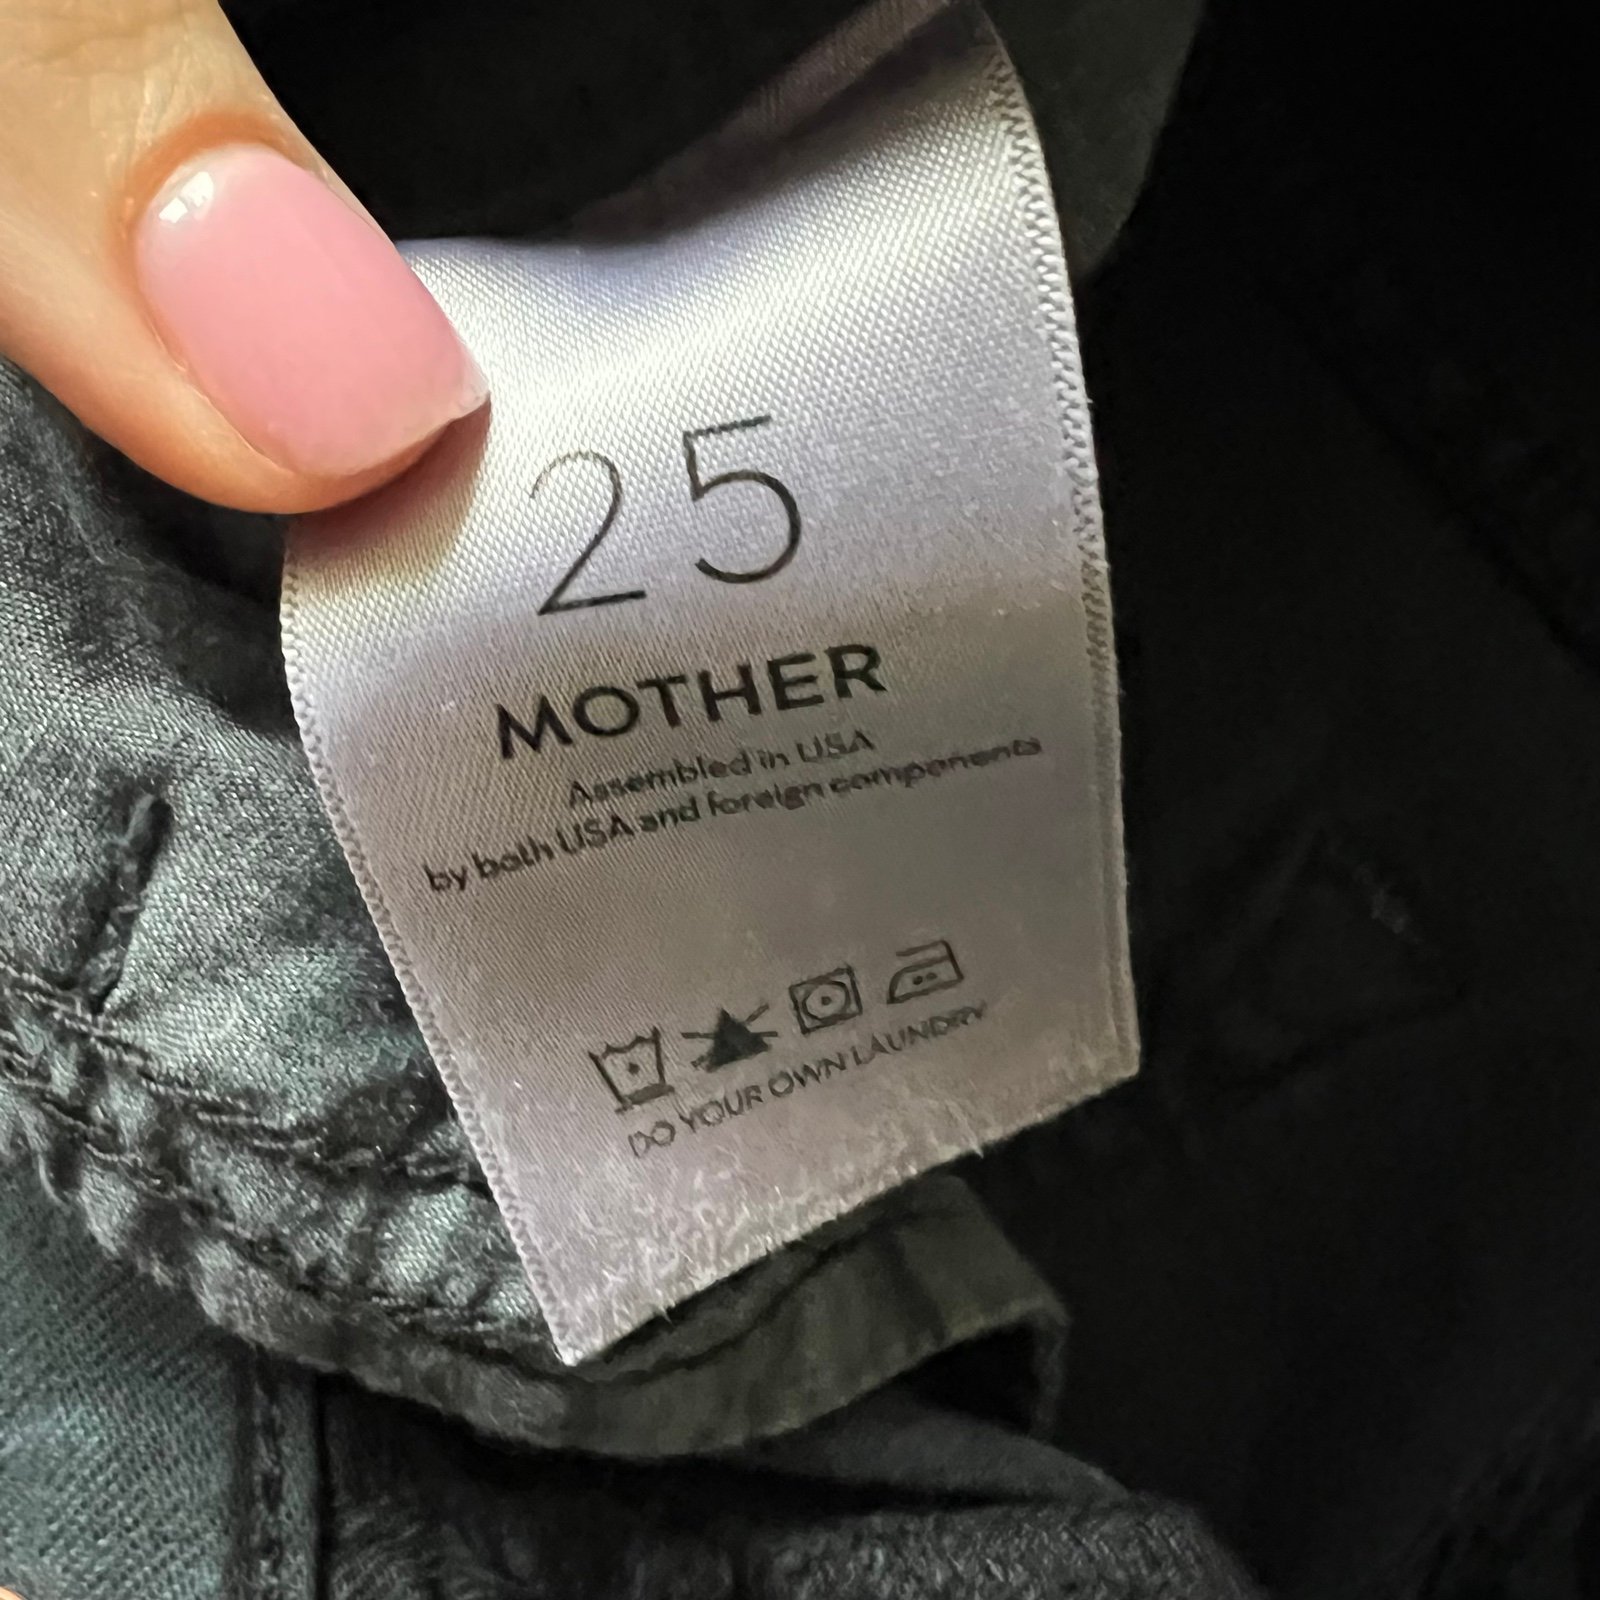 25
MOTHER
Assembled in USA
by both USA and foreign components
DO YOUR OWN LAUNDRY